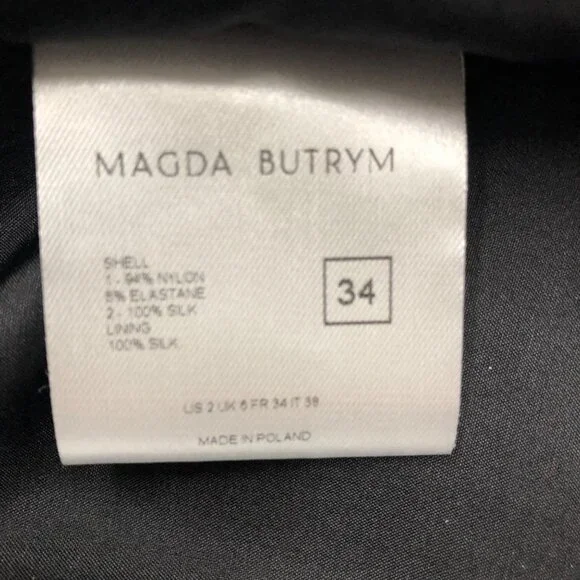 MAGDA BUTRYM
SHELL
1 - 94% NYLON
6% ELASTANE
2 - 100% SILK
LINING
100% SILK
34
US 2 UK 6 FR 34 IT 38
MADE IN POLAND